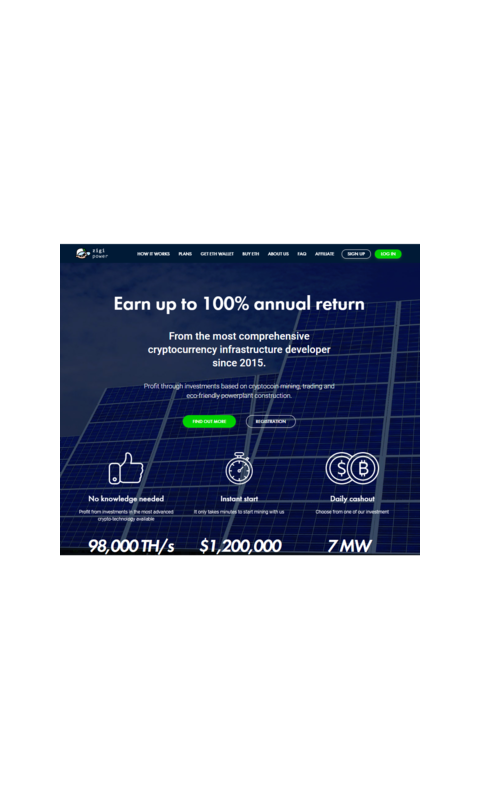 zigi
power
HOW IT WORKS PLANS GET ETH WALLET BUY ETH ABOUT US FAQ AFFILIATE SIGN UP LOG IN
Earn up to 100% annual return
From the most comprehensive
cryptocurrency infrastructure developer
since 2015.
Profit through investments based on cryptocoin mining, trading and
eco-friendly powerplant construction.
FIND OUT MORE REGISTRATION
No knowledge needed Instant start Daily cashout
Profit from investments in the most advanced It only takes minutes to start mining with us Choose from one of our investment
crypto-technology available
98,000 TH/s $1,200,000 7 MW